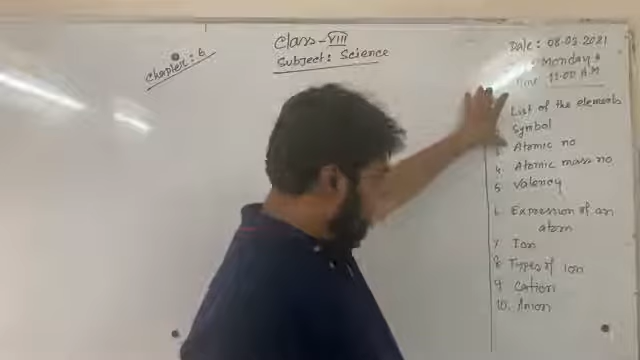 Class-VIII
Subject: Science
Chapter: 6
Date: 08.03.2021
: Monday
Time 11:00 A.M
List of the elements
Symbol
3. Atomic no
4. Atomic mass no
5. Valency
6. Expression of an
atom
7. Ion
8. Types of ion
9. Cation
10. Anion